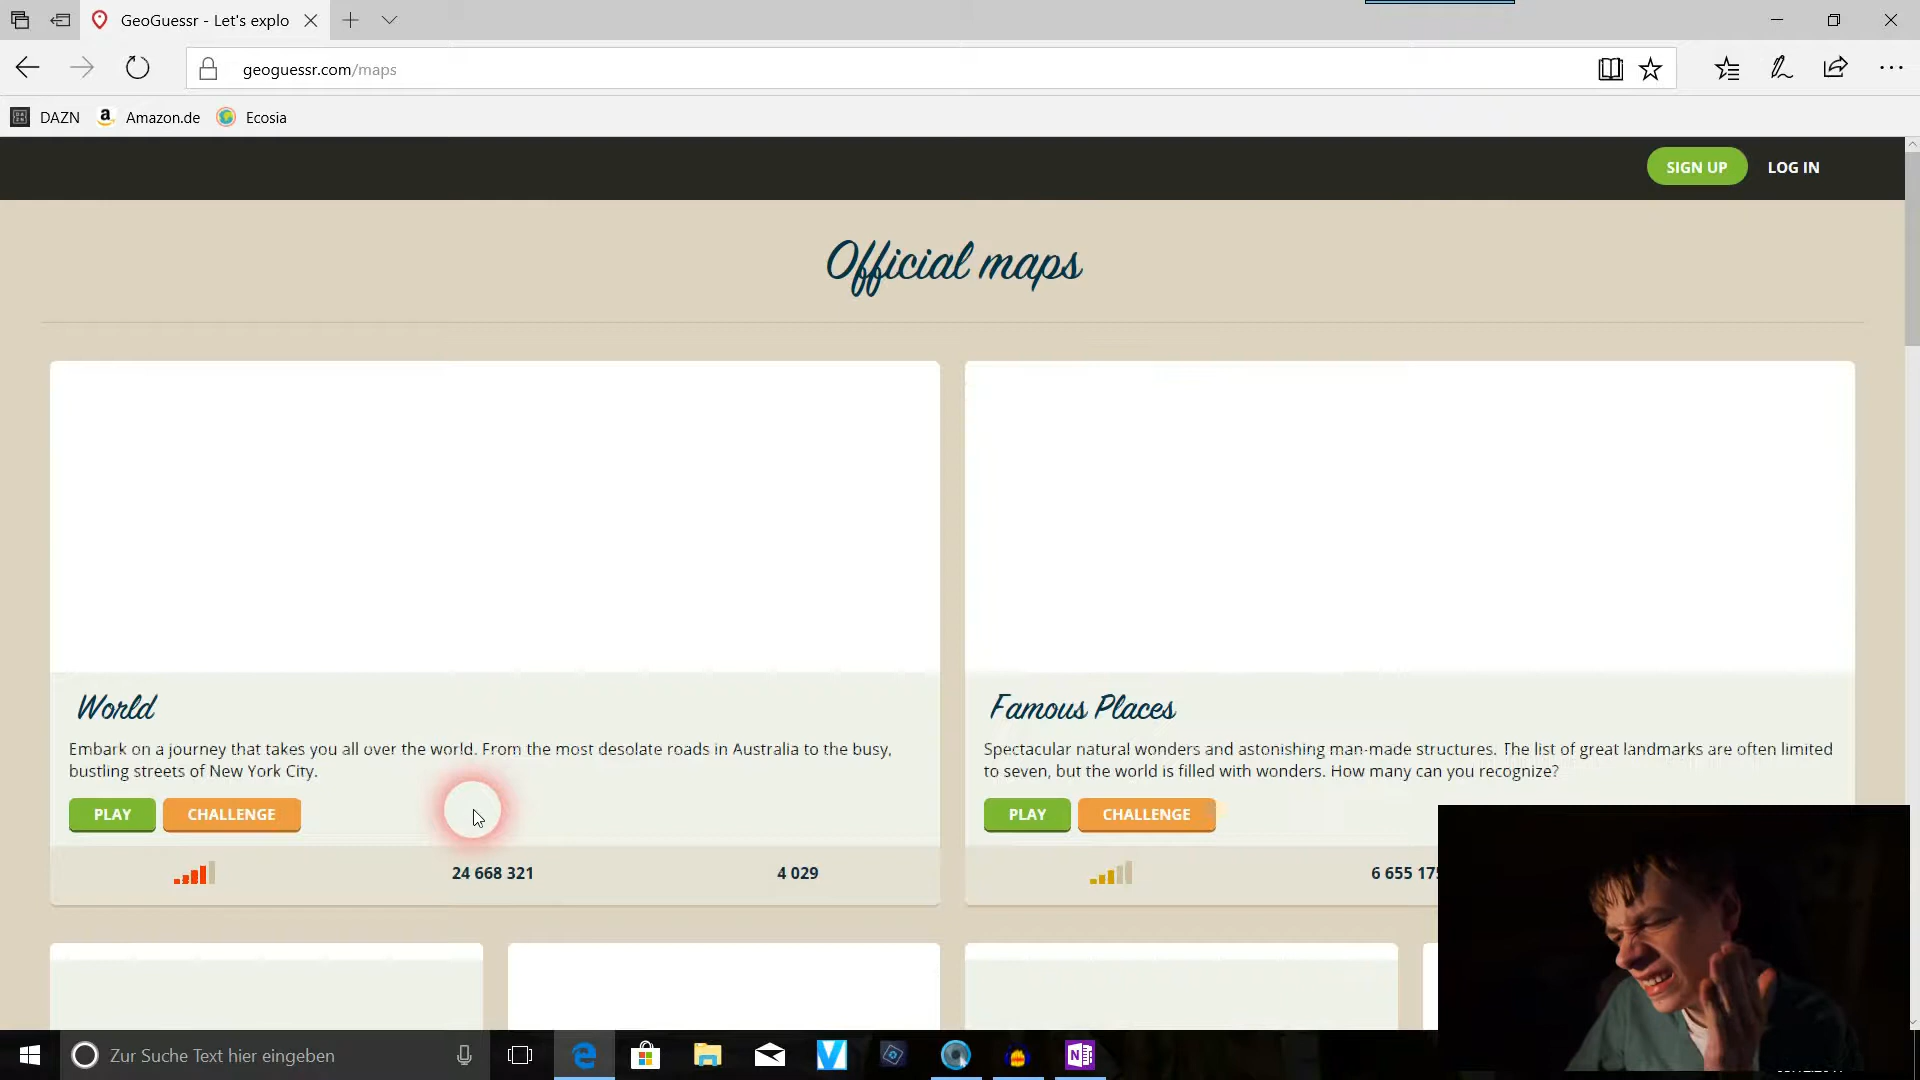 GeoGuessr - Let's explo
geoguessr.com/maps
DAZN
Amazon.de
Ecosia
SIGN UP
LOG IN
Official maps
World
Embark on a journey that takes you all over the world. From the most desolate roads in Australia to the busy,
bustling streets of New York City.
PLAY
CHALLENGE
24 668 321
4 029
Famous Places
Spectacular natural wonders and astonishing man-made structures. The list of great landmarks are often limited
to seven, but the world is filled with wonders. How many can you recognize?
PLAY
CHALLENGE
6 655 175
Zur Suche Text hier eingeben